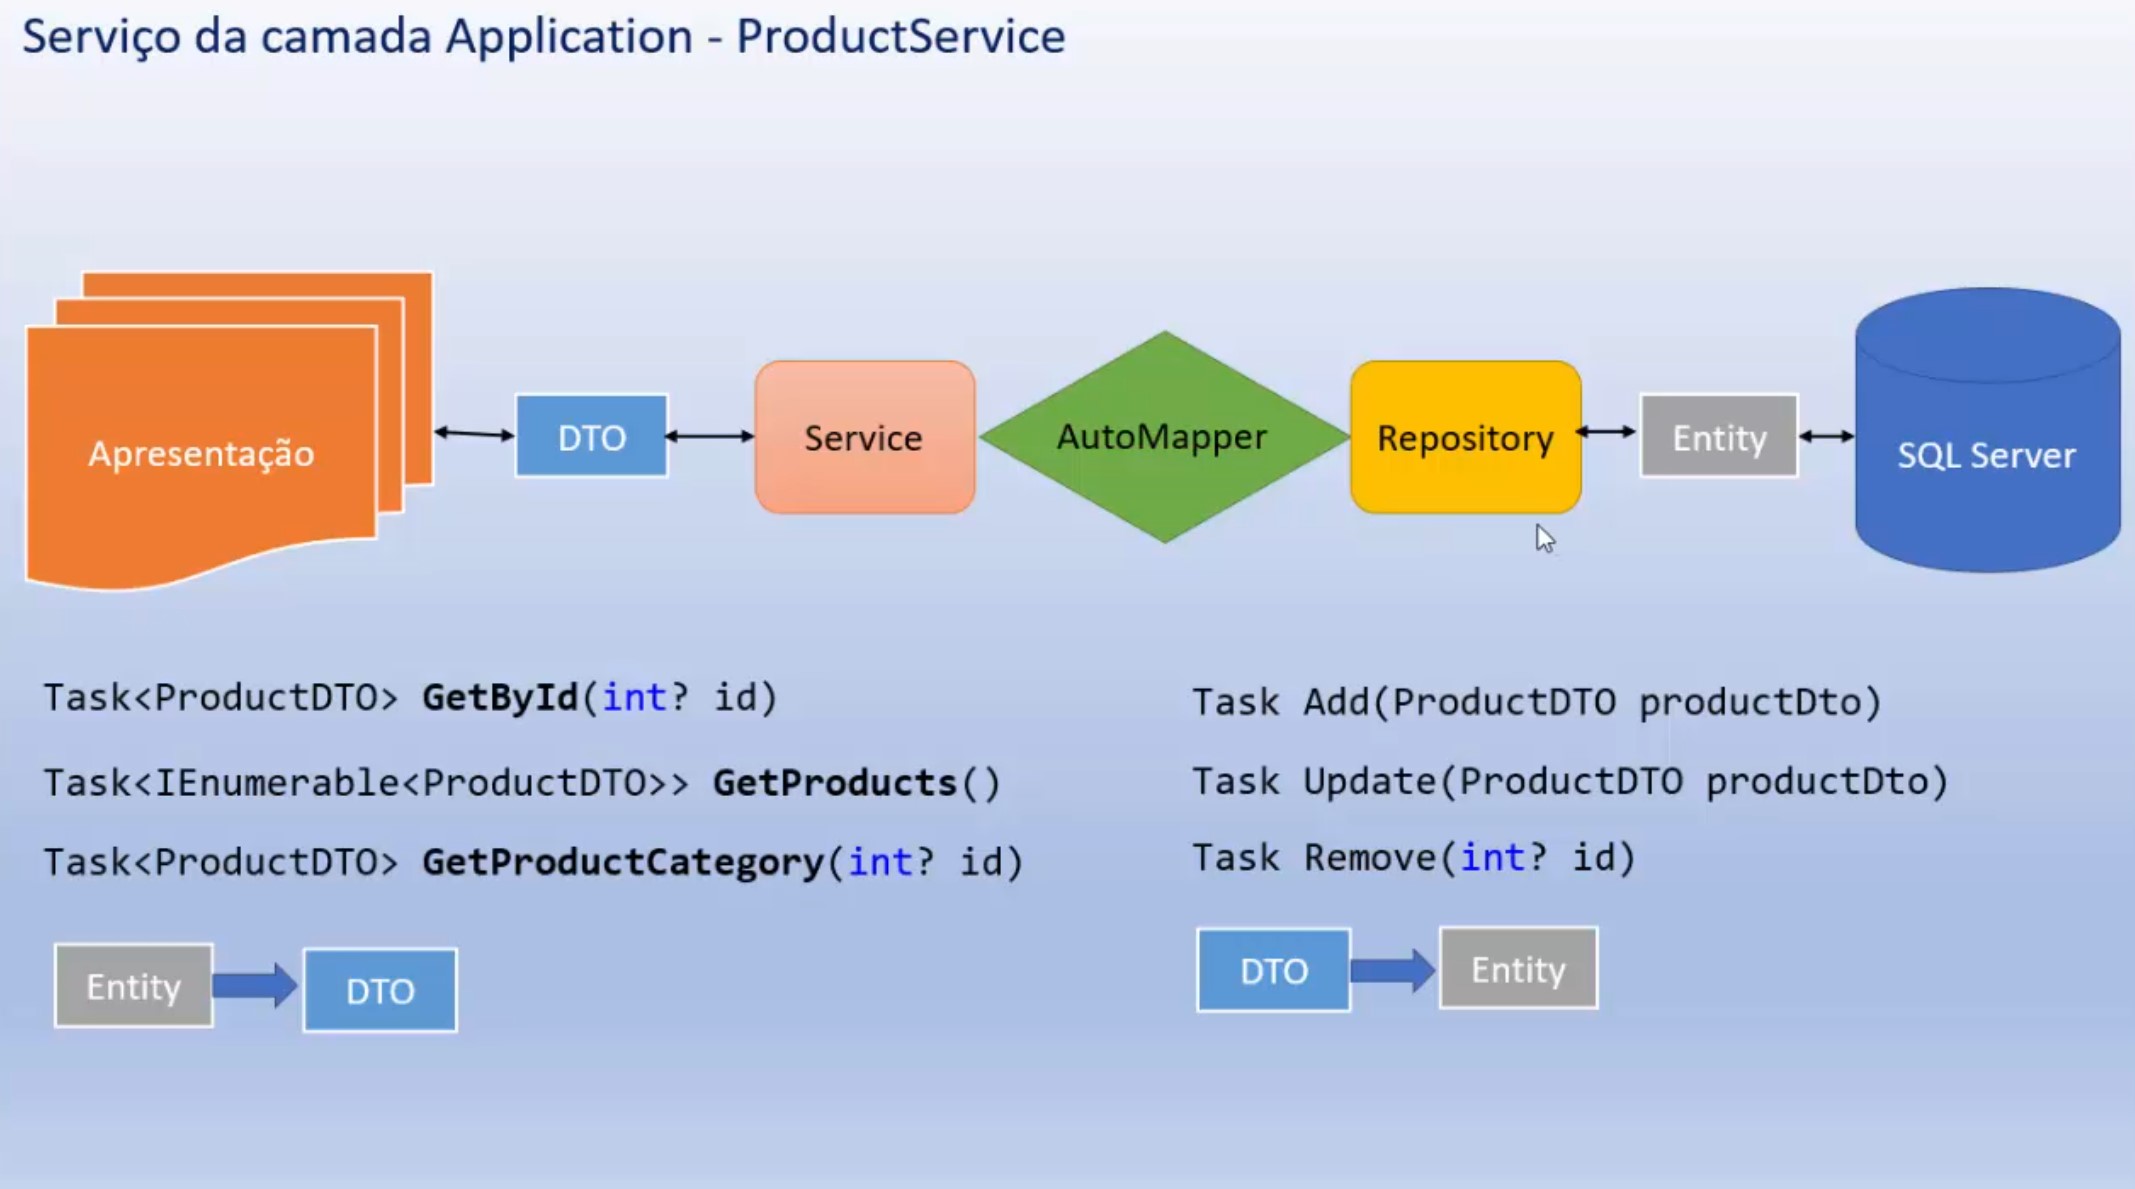 Serviço da camada Application - ProductService
Apresentação
DTO
Service
AutoMapper
Repository
Entity
SQL Server
Task<ProductDTO> GetById(int? id)
Task<IEnumerable<ProductDTO>> GetProducts()
Task<ProductDTO> GetProductCategory(int? id)
Entity
DTO
Task Add(ProductDTO productDto)
Task Update(ProductDTO productDto)
Task Remove(int? id)
DTO
Entity